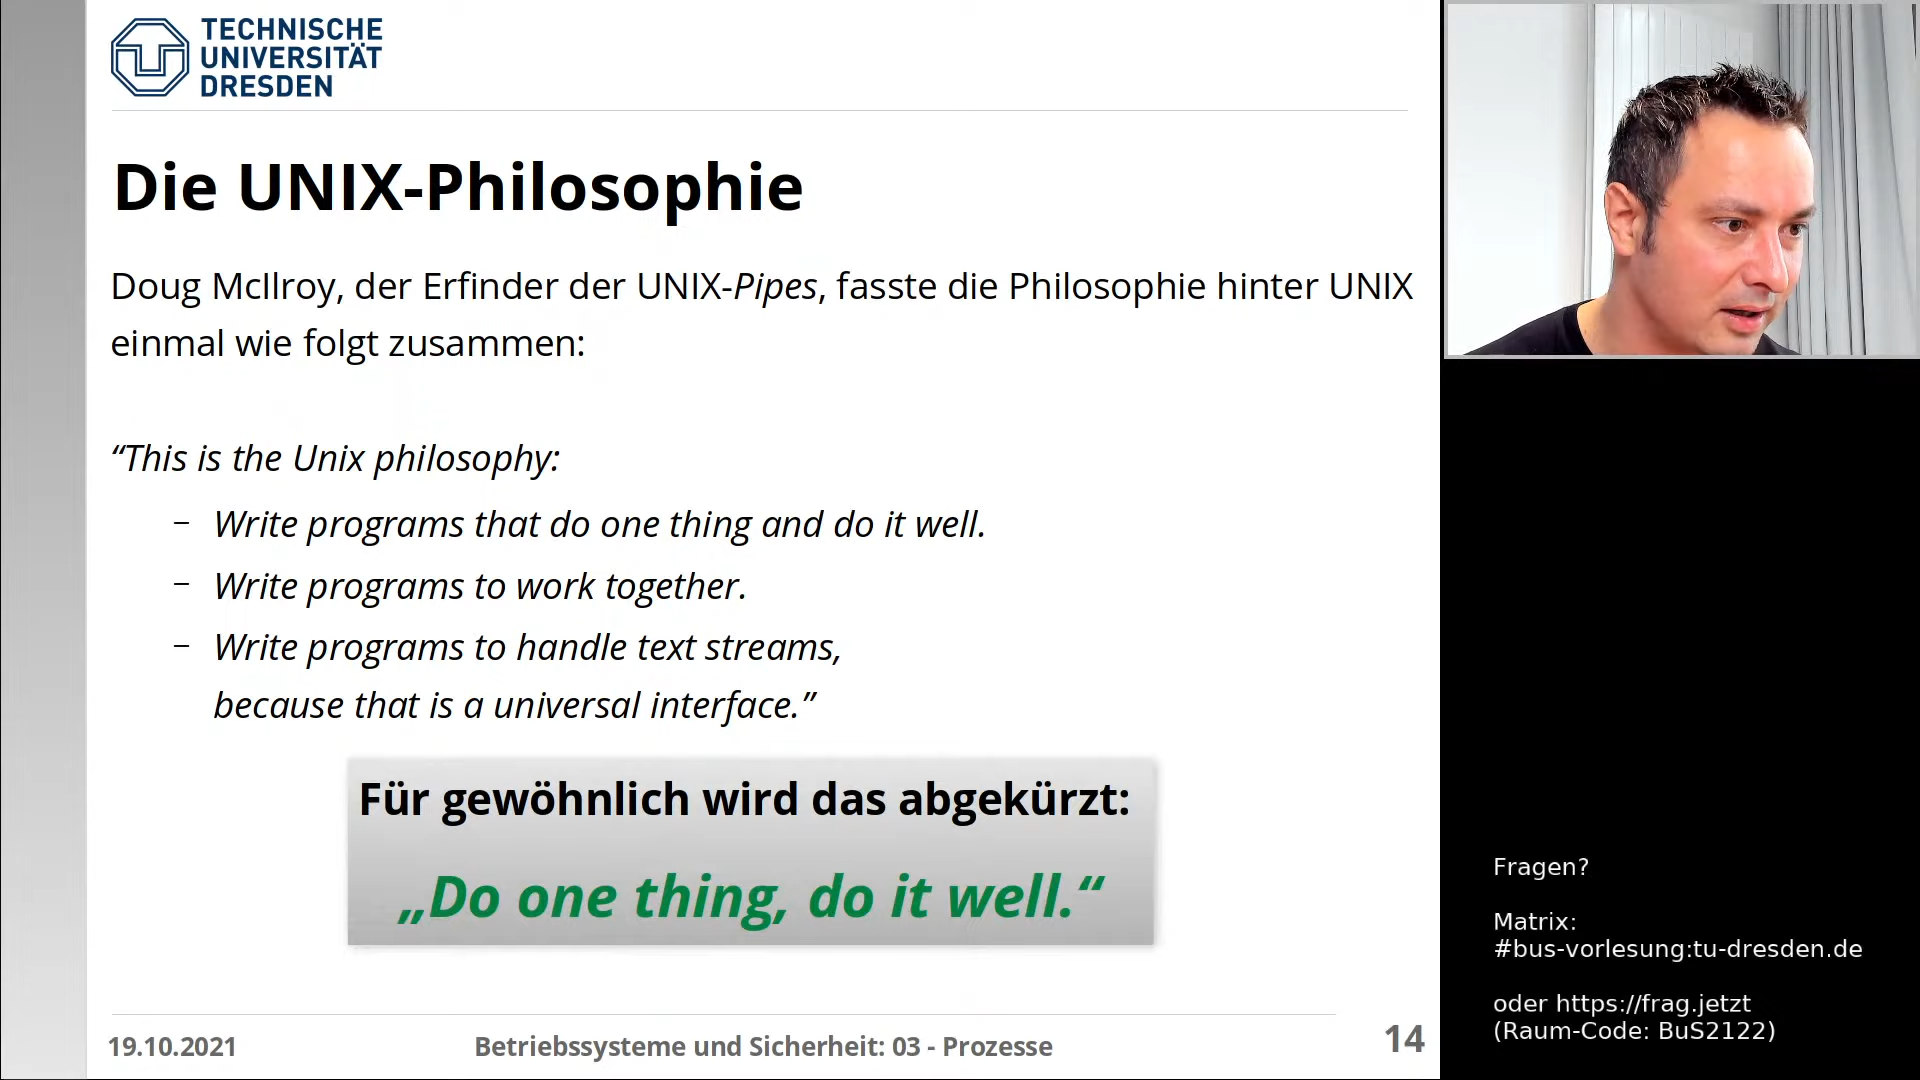 TECHNISCHE
UNIVERSITÄT
DRESDEN
Die UNIX-Philosophie
Doug McIlroy, der Erfinder der UNIX-Pipes, fasste die Philosophie hinter UNIX
einmal wie folgt zusammen:
“This is the Unix philosophy:
– Write programs that do one thing and do it well.
– Write programs to work together.
– Write programs to handle text streams,
because that is a universal interface.”
Für gewöhnlich wird das abgekürzt:
„Do one thing, do it well.“
19.10.2021
Betriebssysteme und Sicherheit: 03 - Prozesse
14
Fragen?
Matrix:
#bus-vorlesung:tu-dresden.de
oder https://frag.jetzt
(Raum-Code: BuS2122)